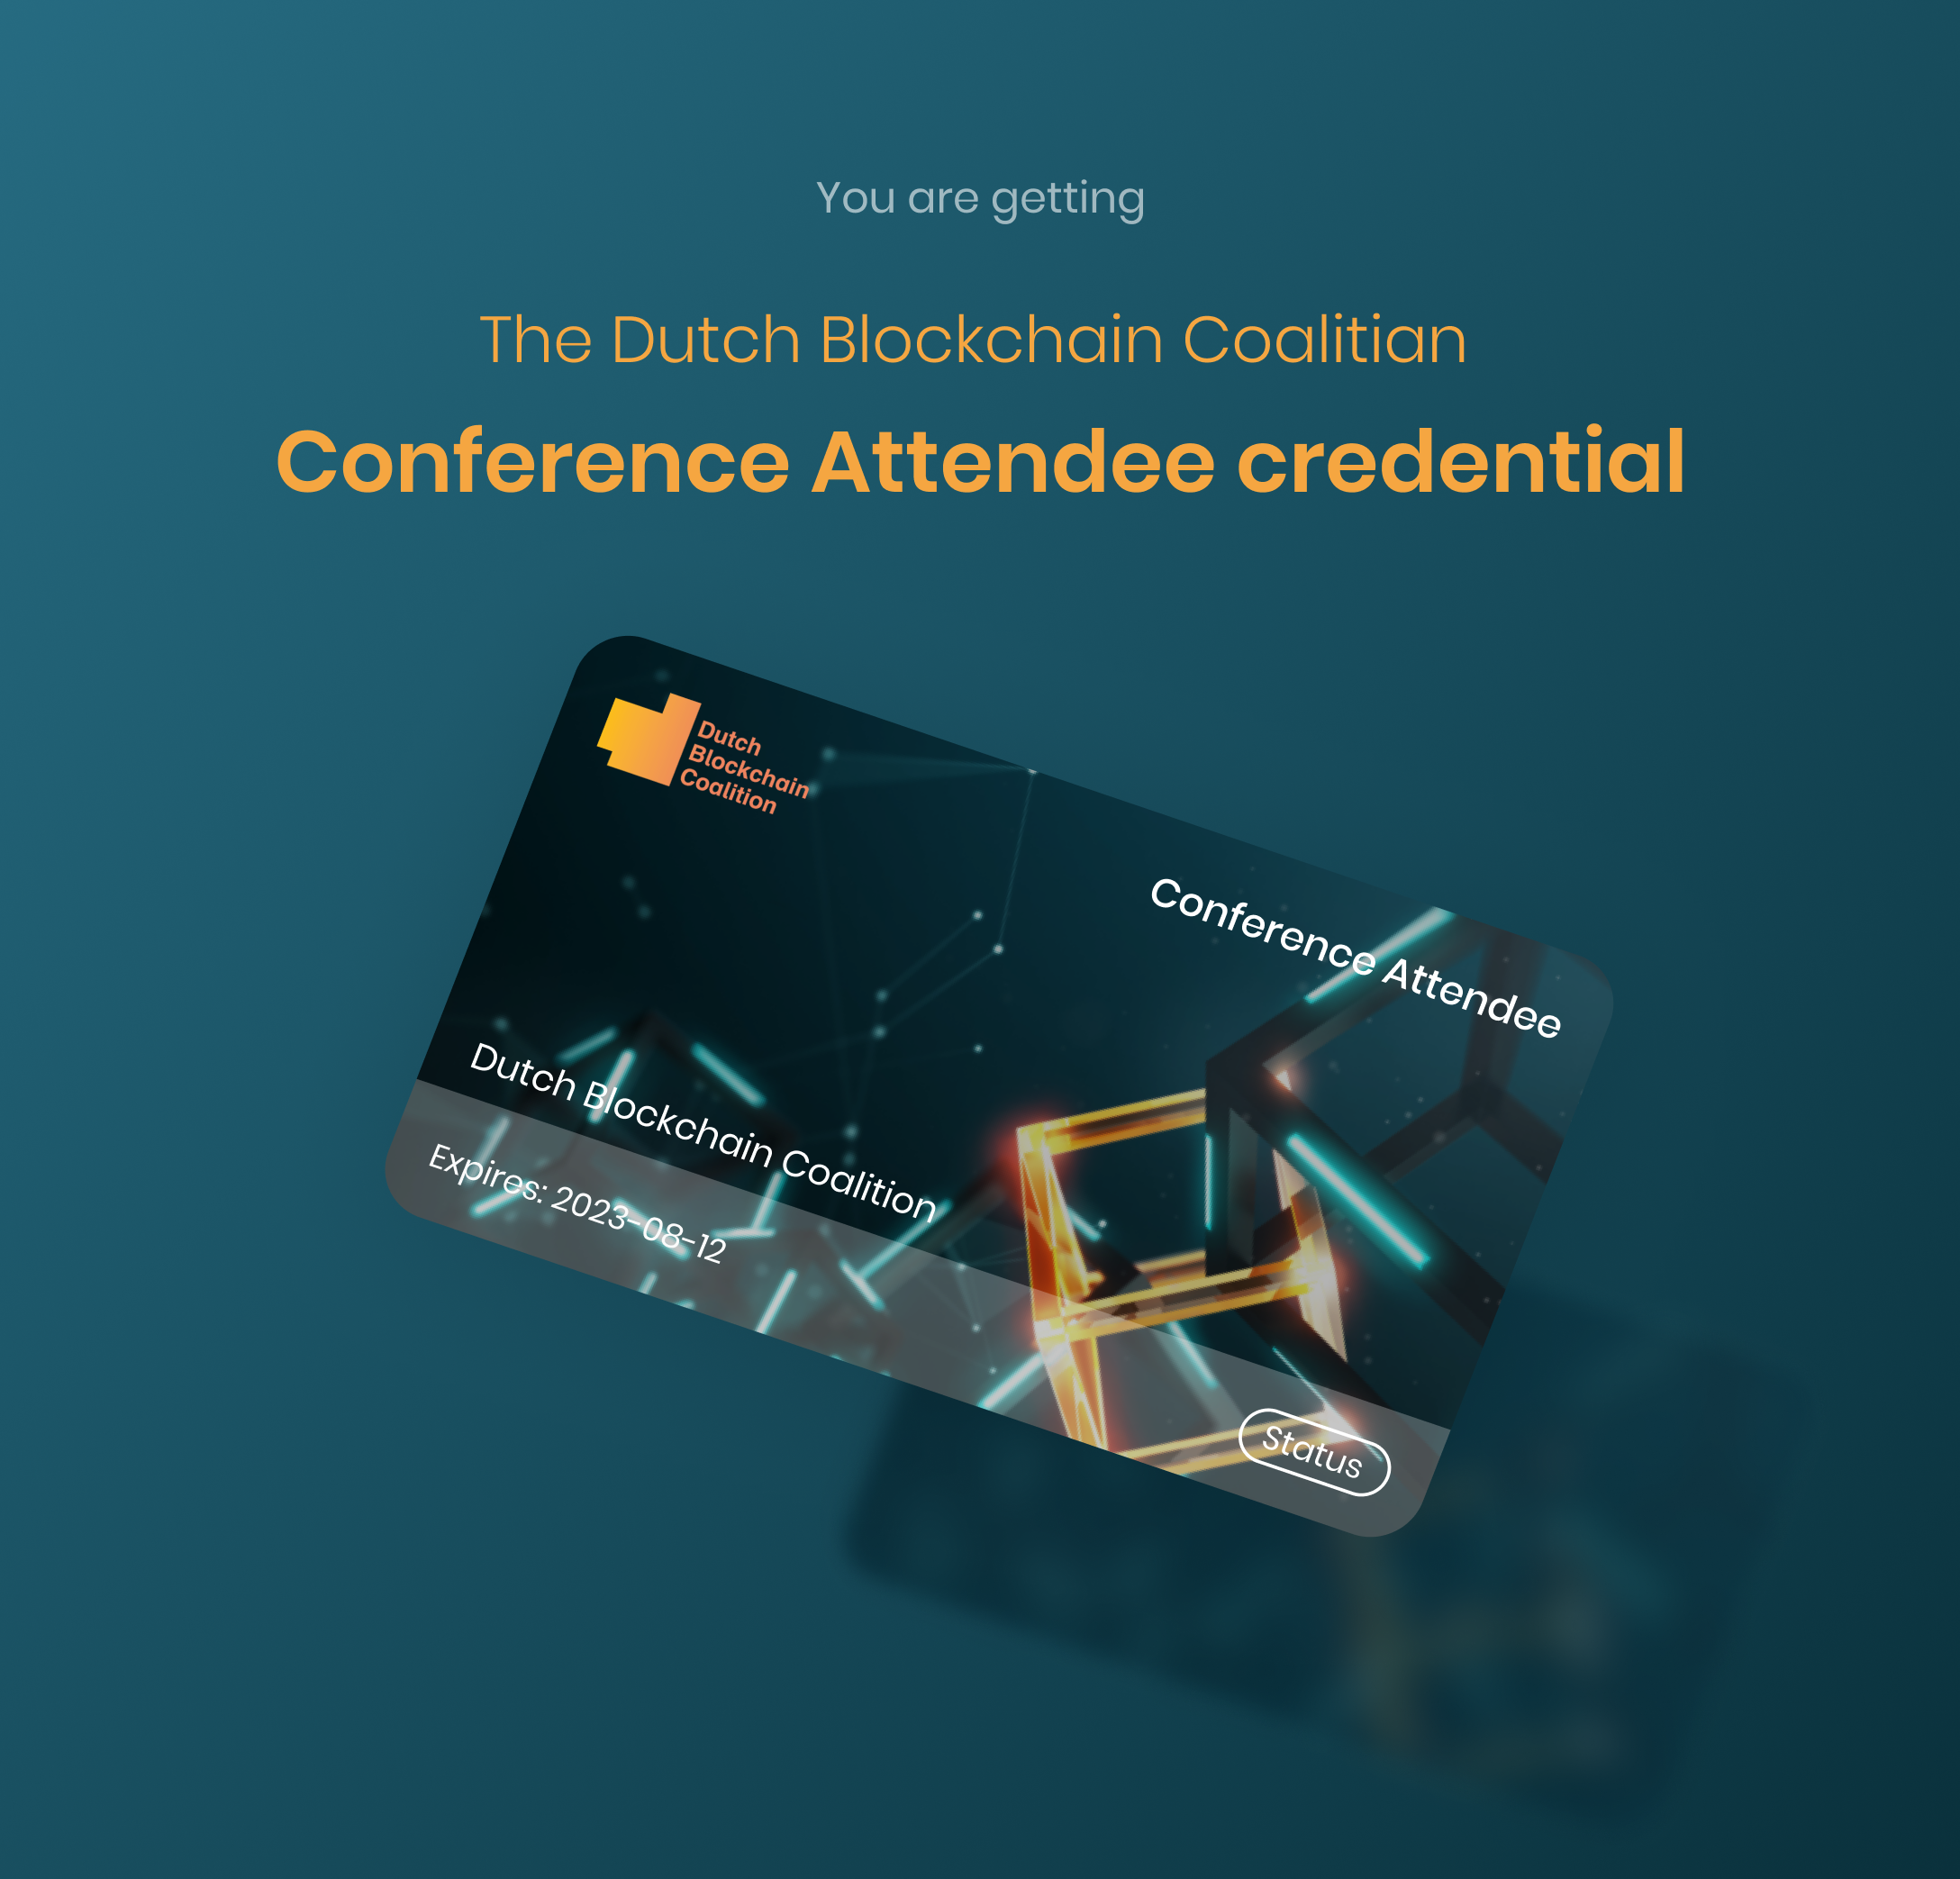 You are getting
The Dutch Blockchain Coalitian
Conference Attendee credential
Dutch
Blockchain
Coalition
Conference Attendee
Dutch Blockchain Coalition
Expires: 2023-08-12
Status